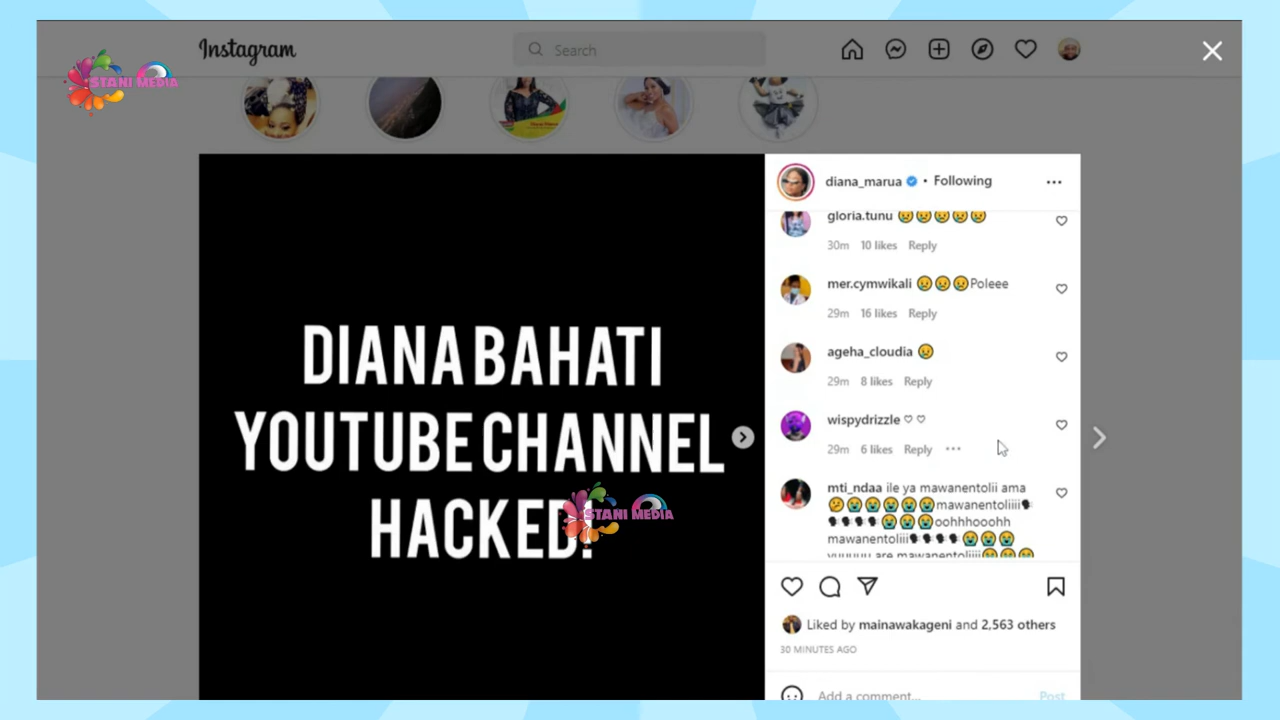 Instagram
Search
STANI MEDIA
DIANA BAHATI
YOUTUBE CHANNEL
HACKED!
STANI MEDIA
diana_marua • Following
gloria.tunu 😢😢😢😢😢
30m 10 likes Reply
mer.cymwikali 😢😢😢Poleee
29m 16 likes Reply
ageha_cloudia 😢
29m 8 likes Reply
wispydrizzle ♡ ♡
29m 6 likes Reply
mti_ndaa ile ya mawanentolii ama
😕😭😭😭😭😭mawanentoliiii🗣
🗣🗣🗣🗣😭😭😭oohhhooohh
mawanentoliii🗣🗣🗣🗣😭😭😭
yuuuuu are mawanentoliiii😭😭😭
Liked by mainawakageni and 2,563 others
30 MINUTES AGO
Add a comment...
Post